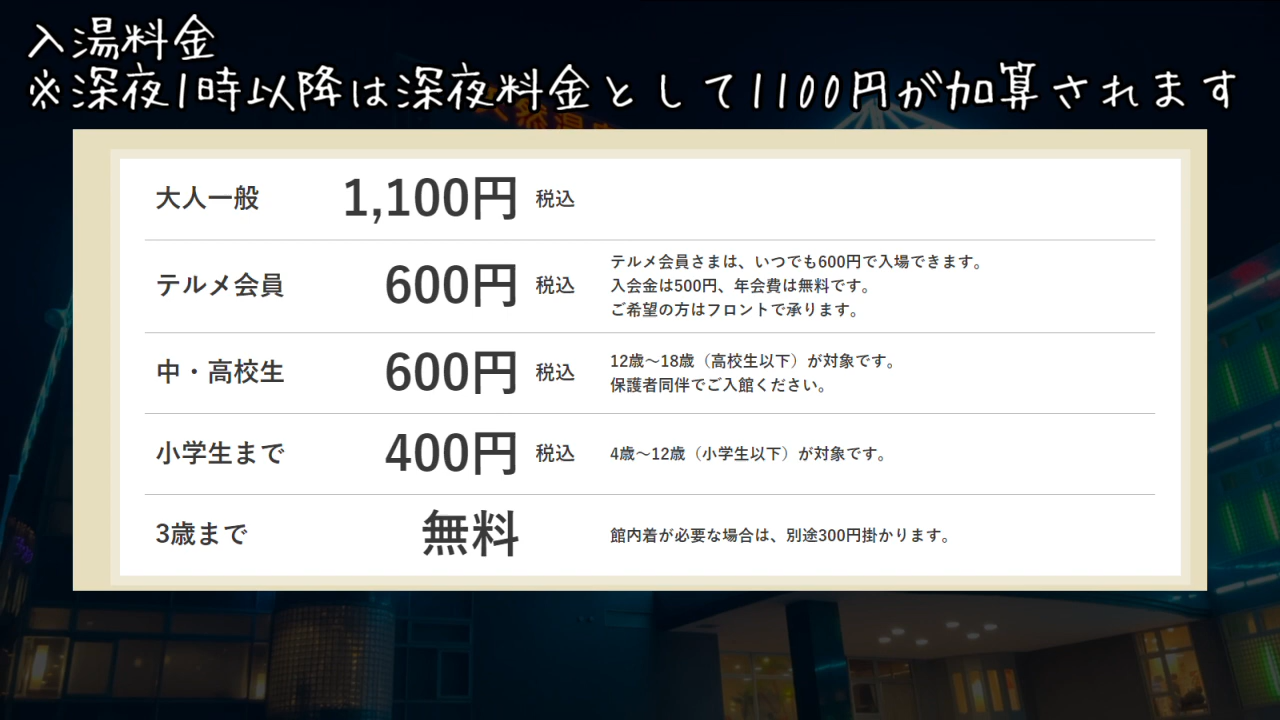 入湯料金
※深夜1時以降は深夜料金として1100円が加算されます
大人一般 1,100円 税込
テルメ会員 600円 税込
テルメ会員さまは、いつでも600円で入場できます。
入会金は500円、年会費は無料です。
ご希望の方はフロントで承ります。
中・高校生 600円 税込
12歳〜18歳（高校生以下）が対象です。
保護者同伴でご入館ください。
小学生まで 400円 税込 4歳〜12歳（小学生以下）が対象です。
3歳まで 無料 館内着が必要な場合は、別途300円掛かります。